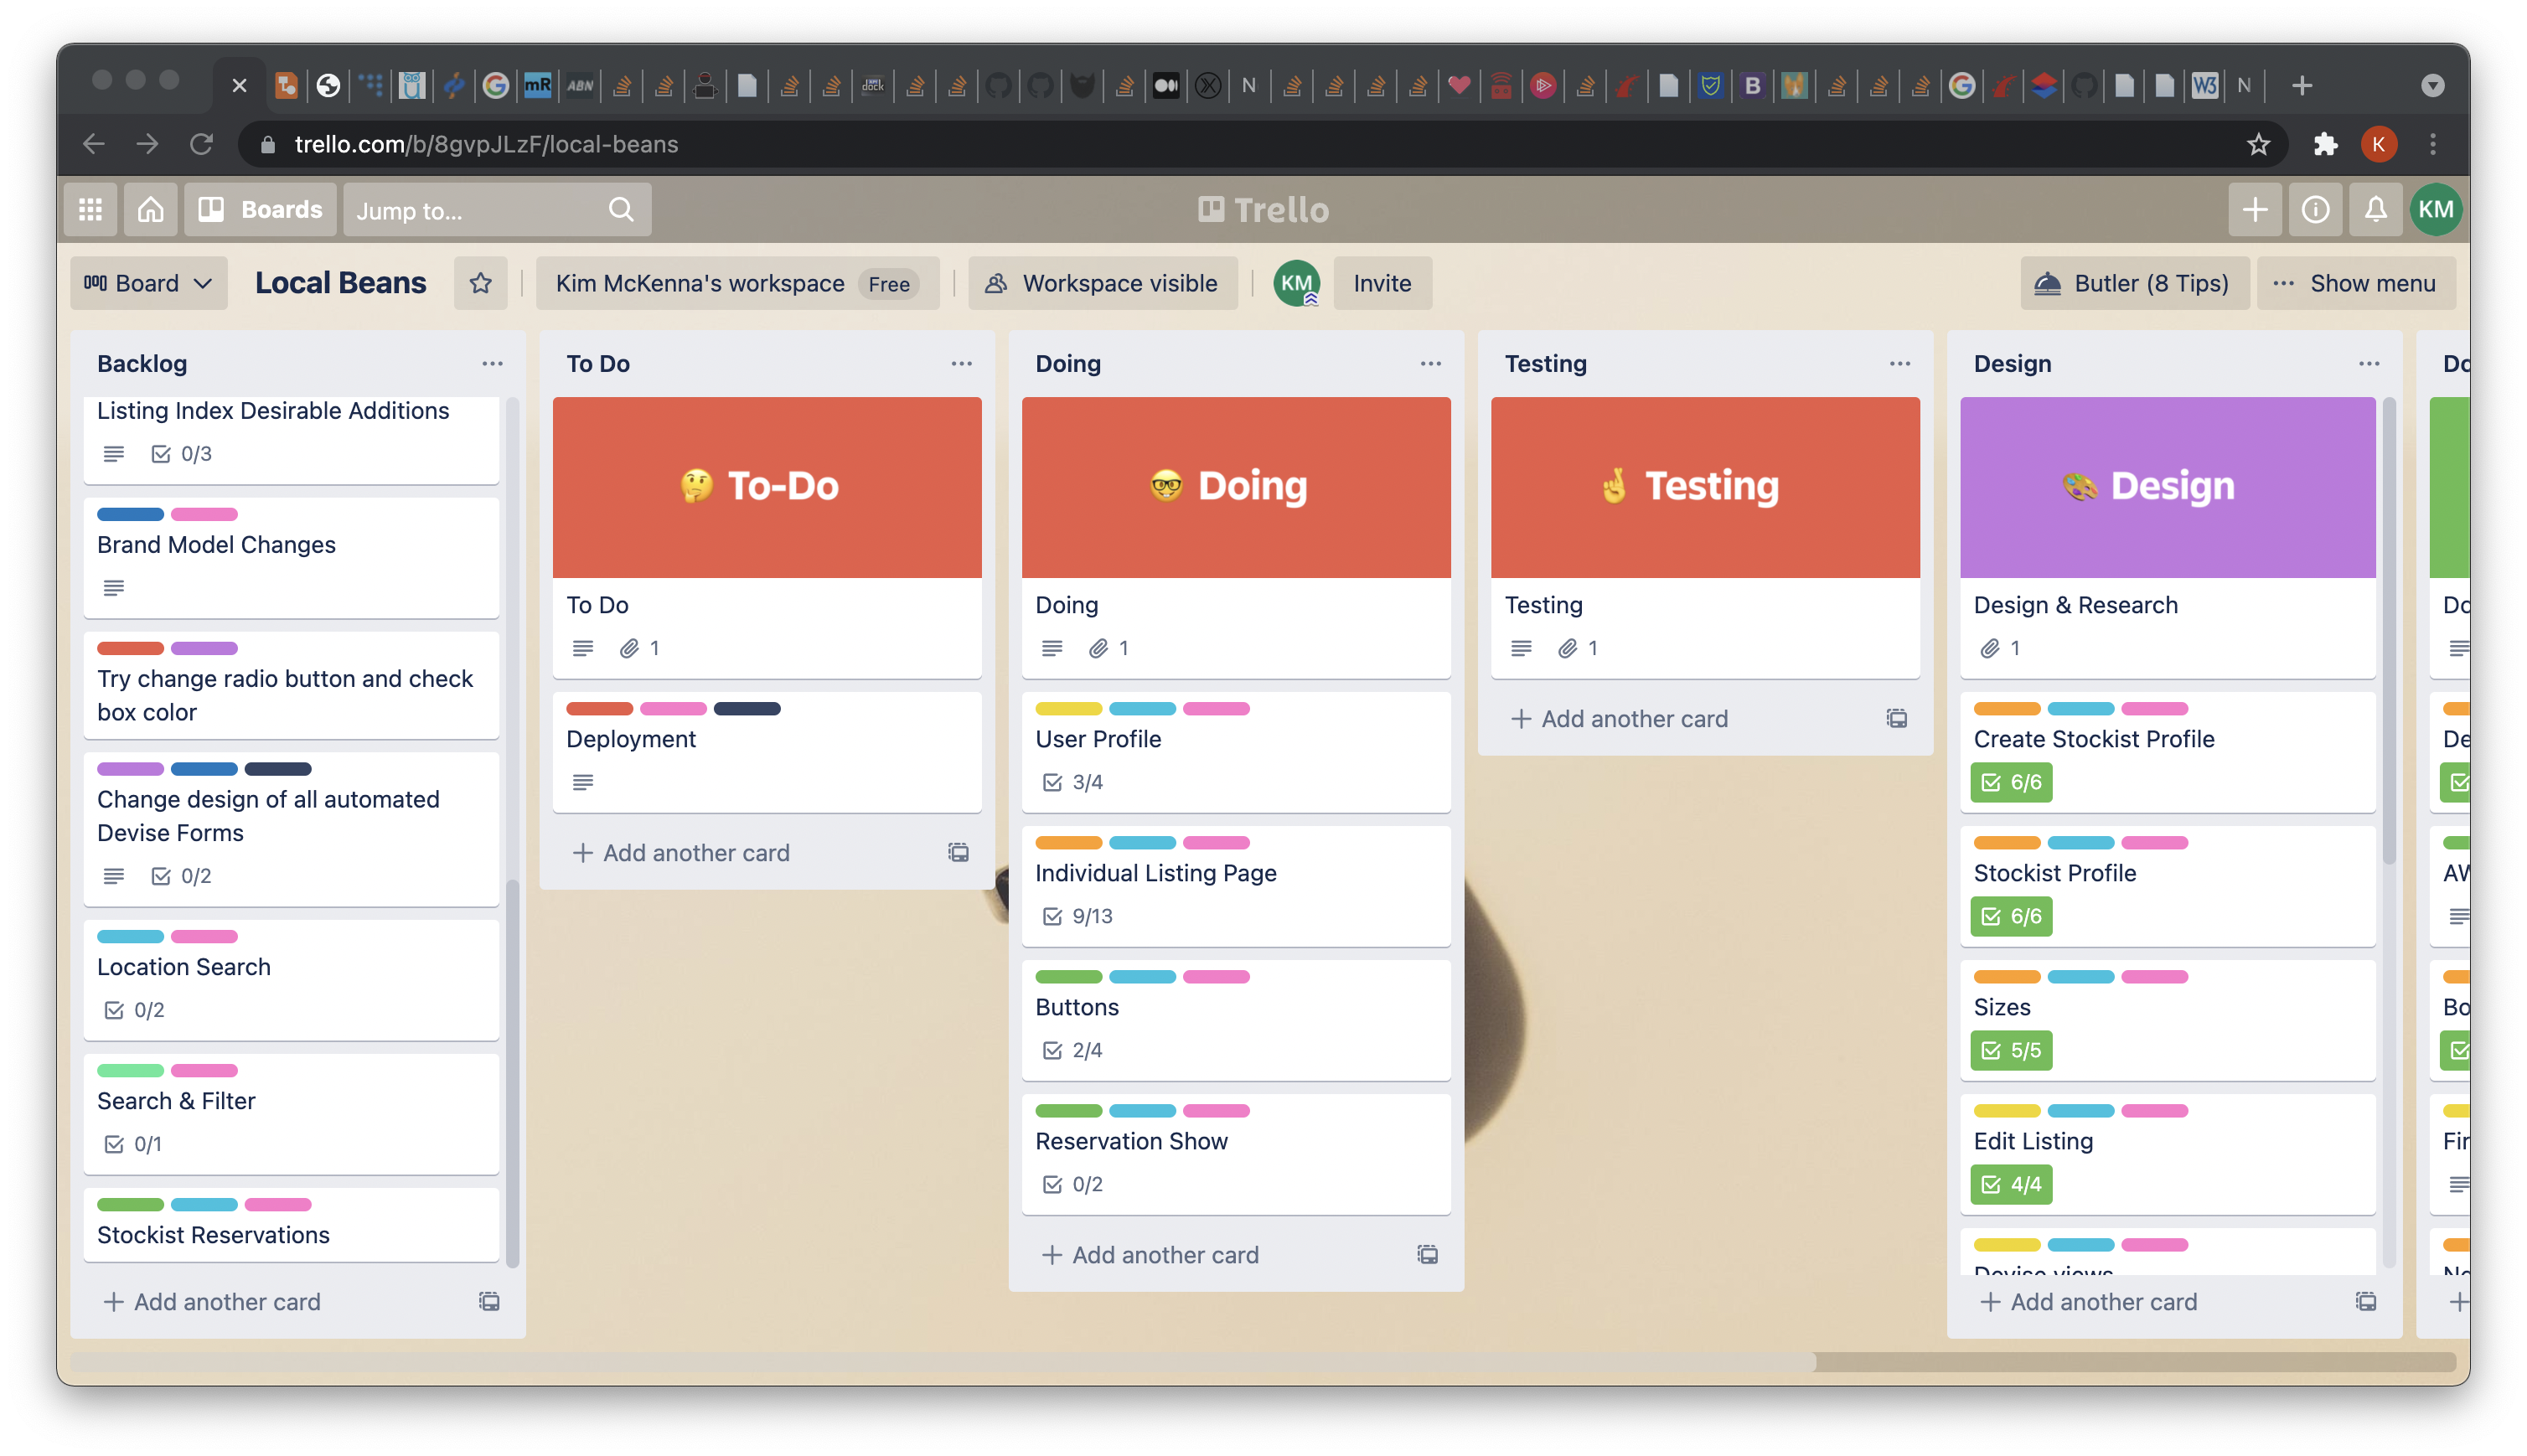 mR
ABN
dock
N
B
W3
N
trello.com/b/8gvpJLzF/local-beans
K
Boards
Jump to...
Trello
KM
Board
Local Beans
Kim McKenna's workspace Free
Workspace visible
KM
Invite
Butler (8 Tips)
Show menu
Backlog
Listing Index Desirable Additions
0/3
Brand Model Changes
Try change radio button and check
box color
Change design of all automated
Devise Forms
0/2
Location Search
0/2
Search & Filter
0/1
Stockist Reservations
Add another card
To Do
To-Do
To Do
1
Deployment
Add another card
Doing
Doing
Doing
1
User Profile
3/4
Individual Listing Page
9/13
Buttons
2/4
Reservation Show
0/2
Add another card
Testing
Testing
Testing
1
Add another card
Design
Design
Design & Research
1
Create Stockist Profile
6/6
Stockist Profile
6/6
Sizes
5/5
Edit Listing
4/4
Devise views
Add another card
Do
Do
De
AW
Bo
Fir